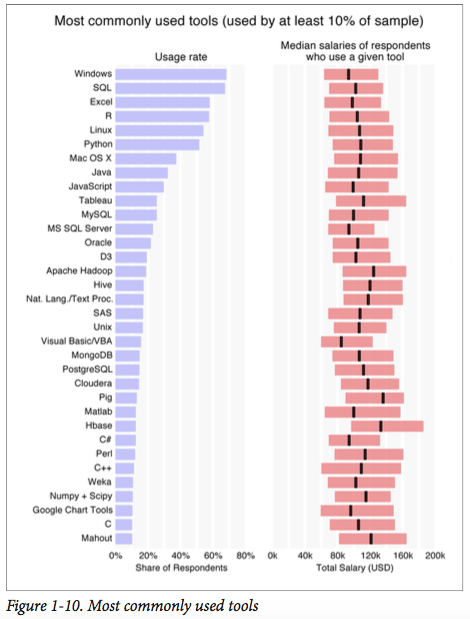 Most commonly used tools (used by at least 10% of sample)
Usage rate
Median salaries of respondents
who use a given tool
Windows
SQL
Excel
R
Linux
Python
Mac OS X
Java
JavaScript
Tableau
MySQL
MS SQL Server
Oracle
D3
Apache Hadoop
Hive
Nat. Lang./Text Proc.
SAS
Unix
Visual Basic/VBA
MongoDB
PostgreSQL
Cloudera
Pig
Matlab
Hbase
C#
Perl
C++
Weka
Numpy + Scipy
Google Chart Tools
C
Mahout
0% 20% 40% 60% 80%
Share of Respondents
0k 40k 80k 120k 160k 200k
Total Salary (USD)
Figure 1-10. Most commonly used tools